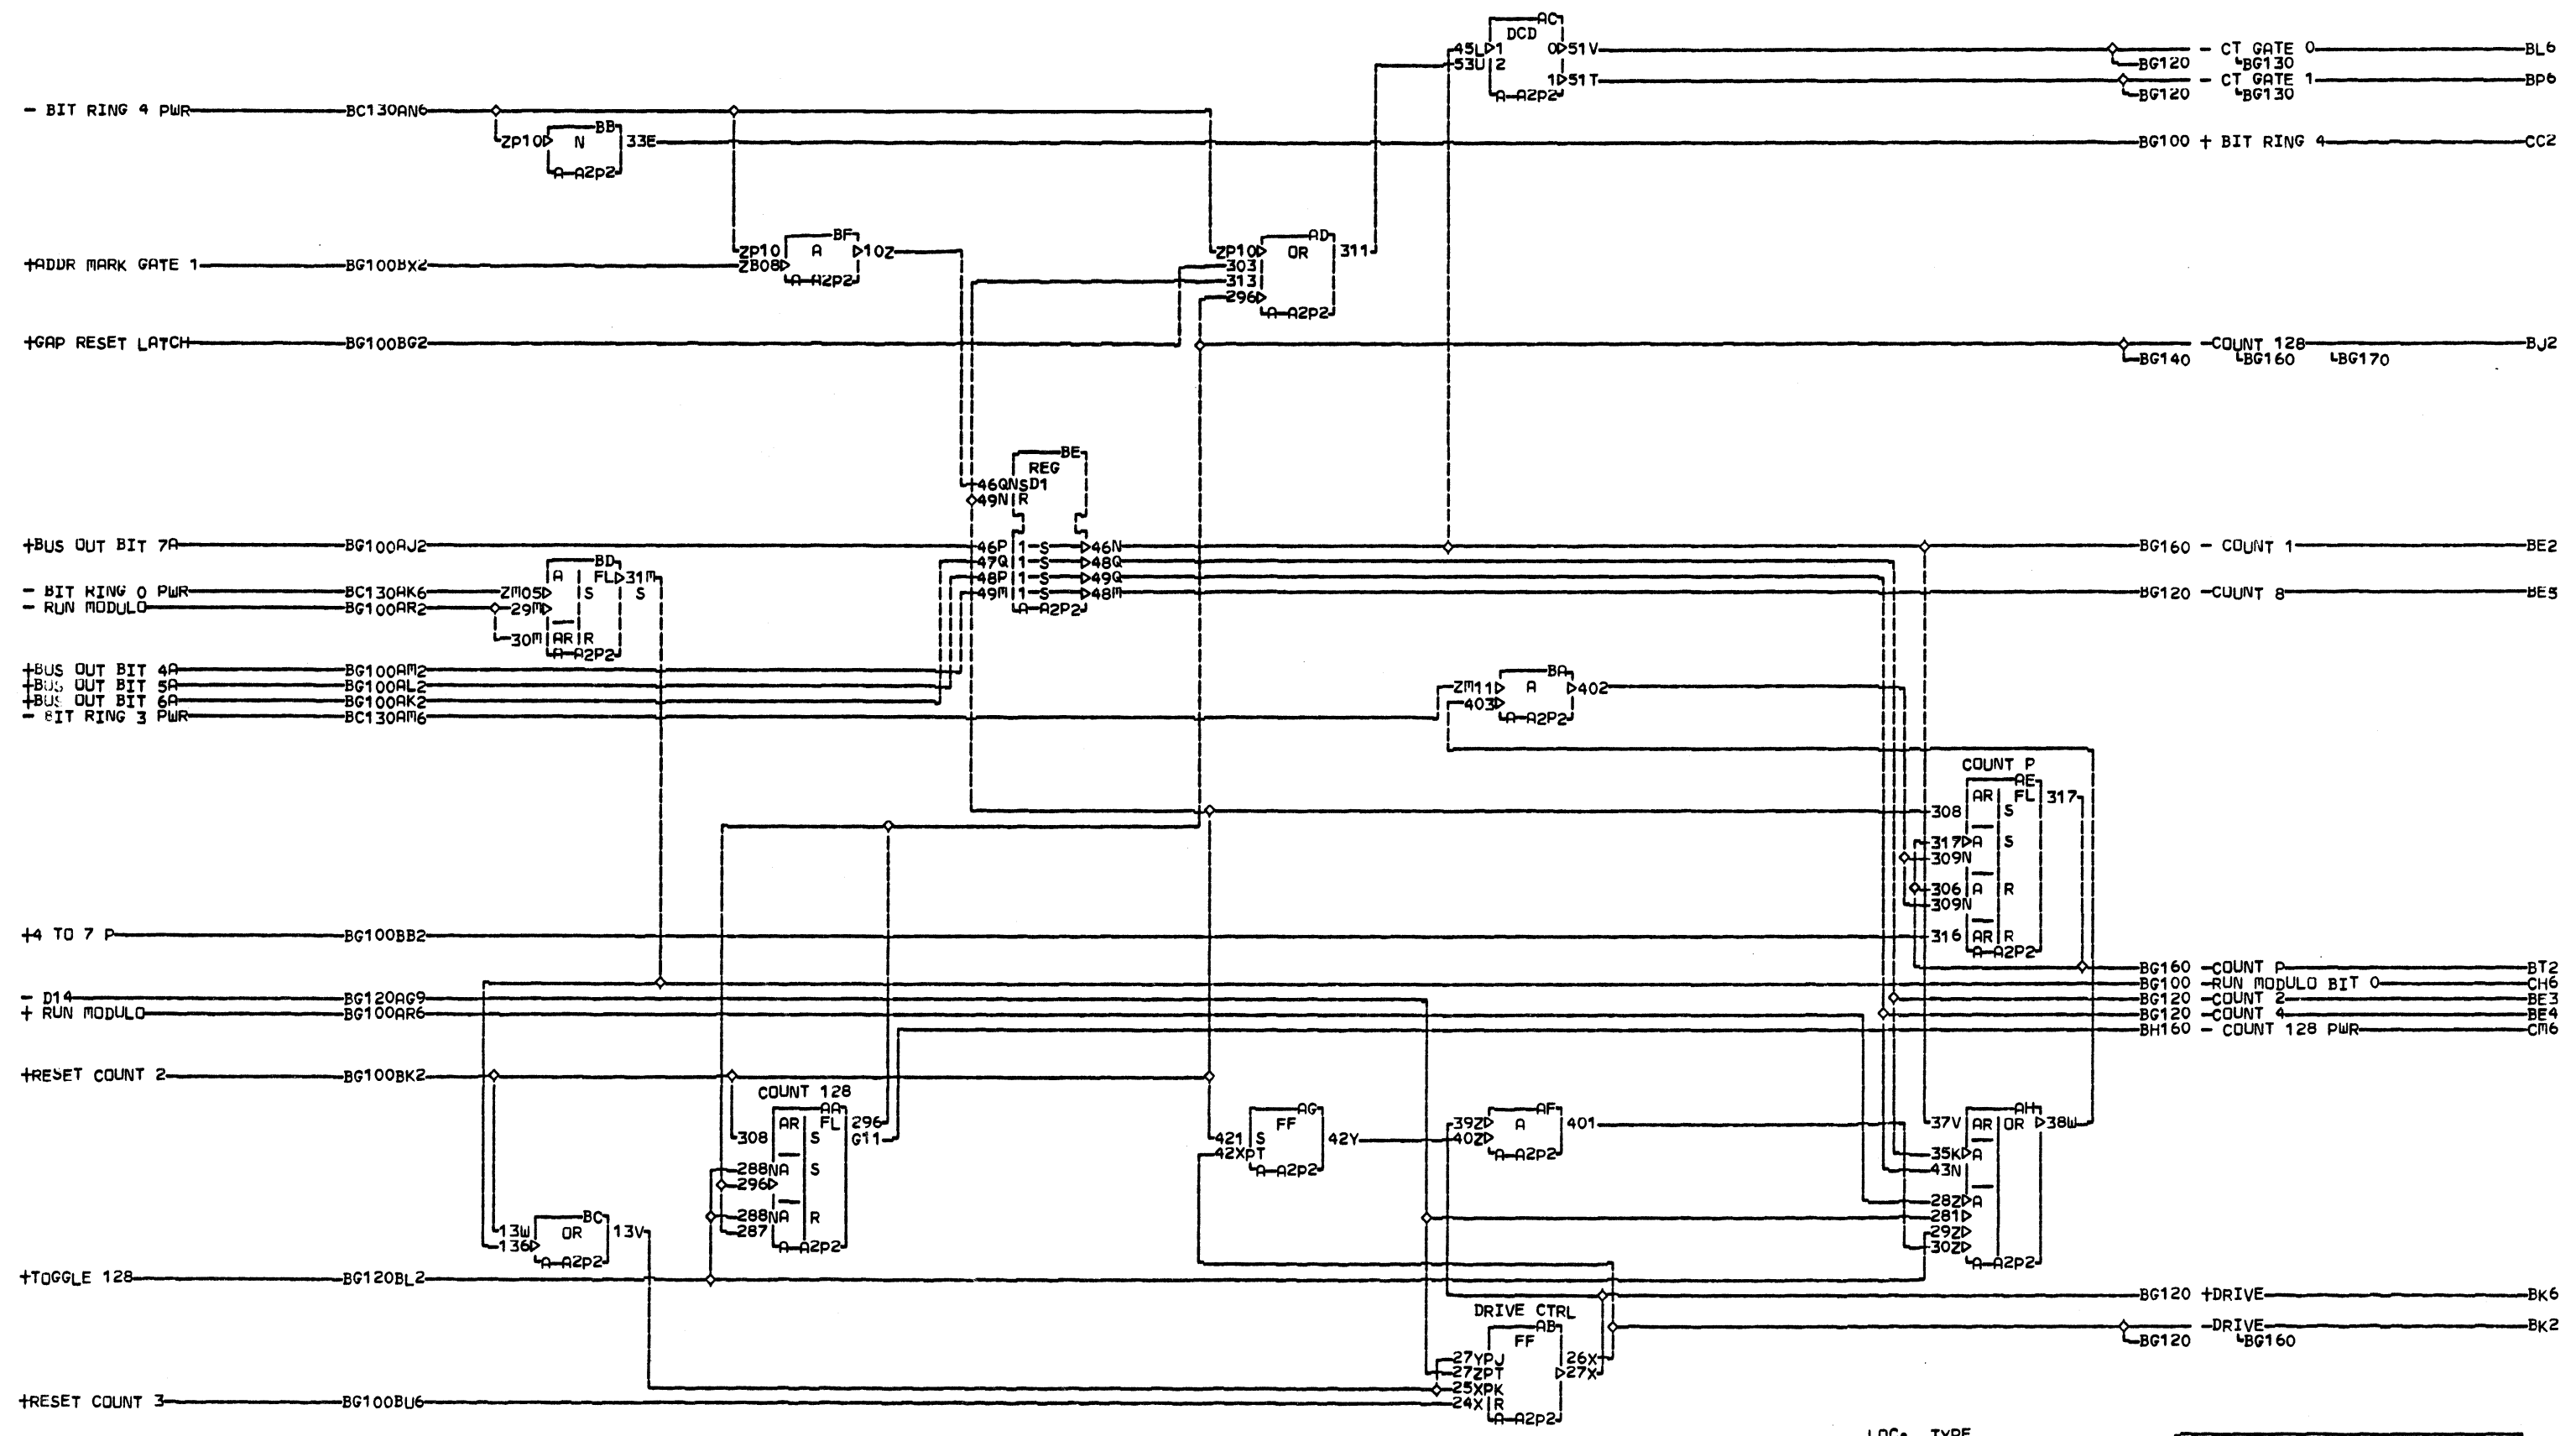 AC
DCD
45L 1 0 51V - CT GATE 0 BL6
53U 2 BG120 BG130
1 51T - CT GATE 1 BP6
A-A2P2 BG120 BG130
- BIT RING 4 PWR BC130AN6
BB
ZP10 N 33E BG100 + BIT RING 4 CC2
A-A2P2
BF AD
ZP10 A 10Z ZP10 OR 311
+ADDR MARK GATE 1 BG100BX2 ZB08 303
A-A2P2 313
296
A-A2P2
+GAP RESET LATCH BG100BG2 -COUNT 128 BJ2
BG140 BG160 BG170
BE
REG
46QNSD1
49N R
+BUS OUT BIT 7A BG100AJ2 46P 1 S 46N BG160 - COUNT 1 BE2
BD 47Q 1 S 48Q
A FL 31M 48P 1 S 49Q
- BIT RING 0 PWR BC130AK6 ZM05 S S 49M 1 S 48M BG120 -COUNT 8 BE5
- RUN MODULO BG100AR2 29M A-A2P2
30M AR R
A-A2P2
+BUS OUT BIT 4A BG100AM2 BA
+BUS OUT BIT 5A BG100AL2 ZM11 A 402
+BUS OUT BIT 6A BG100AK2 403
- BIT RING 3 PWR BC130AM6 A-A2P2
COUNT P
AE
AR FL 317
308 S
317 A S
309N
306 A R
309N
+4 TO 7 P BG100BB2 316 AR R
A-A2P2
BG160 -COUNT P BT2
BG100 -RUN MODULO BIT 0 CH6
- D14 BG120AG9 BG120 -COUNT 2 BE3
+ RUN MODULO BG100AR6 BG120 -COUNT 4 BE4
BH160 - COUNT 128 PWR CM6
+RESET COUNT 2 BG100BK2
COUNT 128
AA AG AF AH
AR FL 296 FF 39Z A 401 37V AR OR 38W
308 S G11 421 S 42Y 40Z
42XPT A-A2P2 35K A
288NA S A-A2P2 43N
296
28Z A
288NA R 281
BC 287 29Z
13W OR 13V A-A2P2 30Z
136 A-A2P2
A-A2P2
+TOGGLE 128 BG120BL2
BG120 +DRIVE BK6
DRIVE CTRL
AB -DRIVE BK2
FF BG120 BG160
27YPJ 26X
27ZPT 27X
25XPK
+RESET COUNT 3 BG100BU6 24X R
A-A2P2